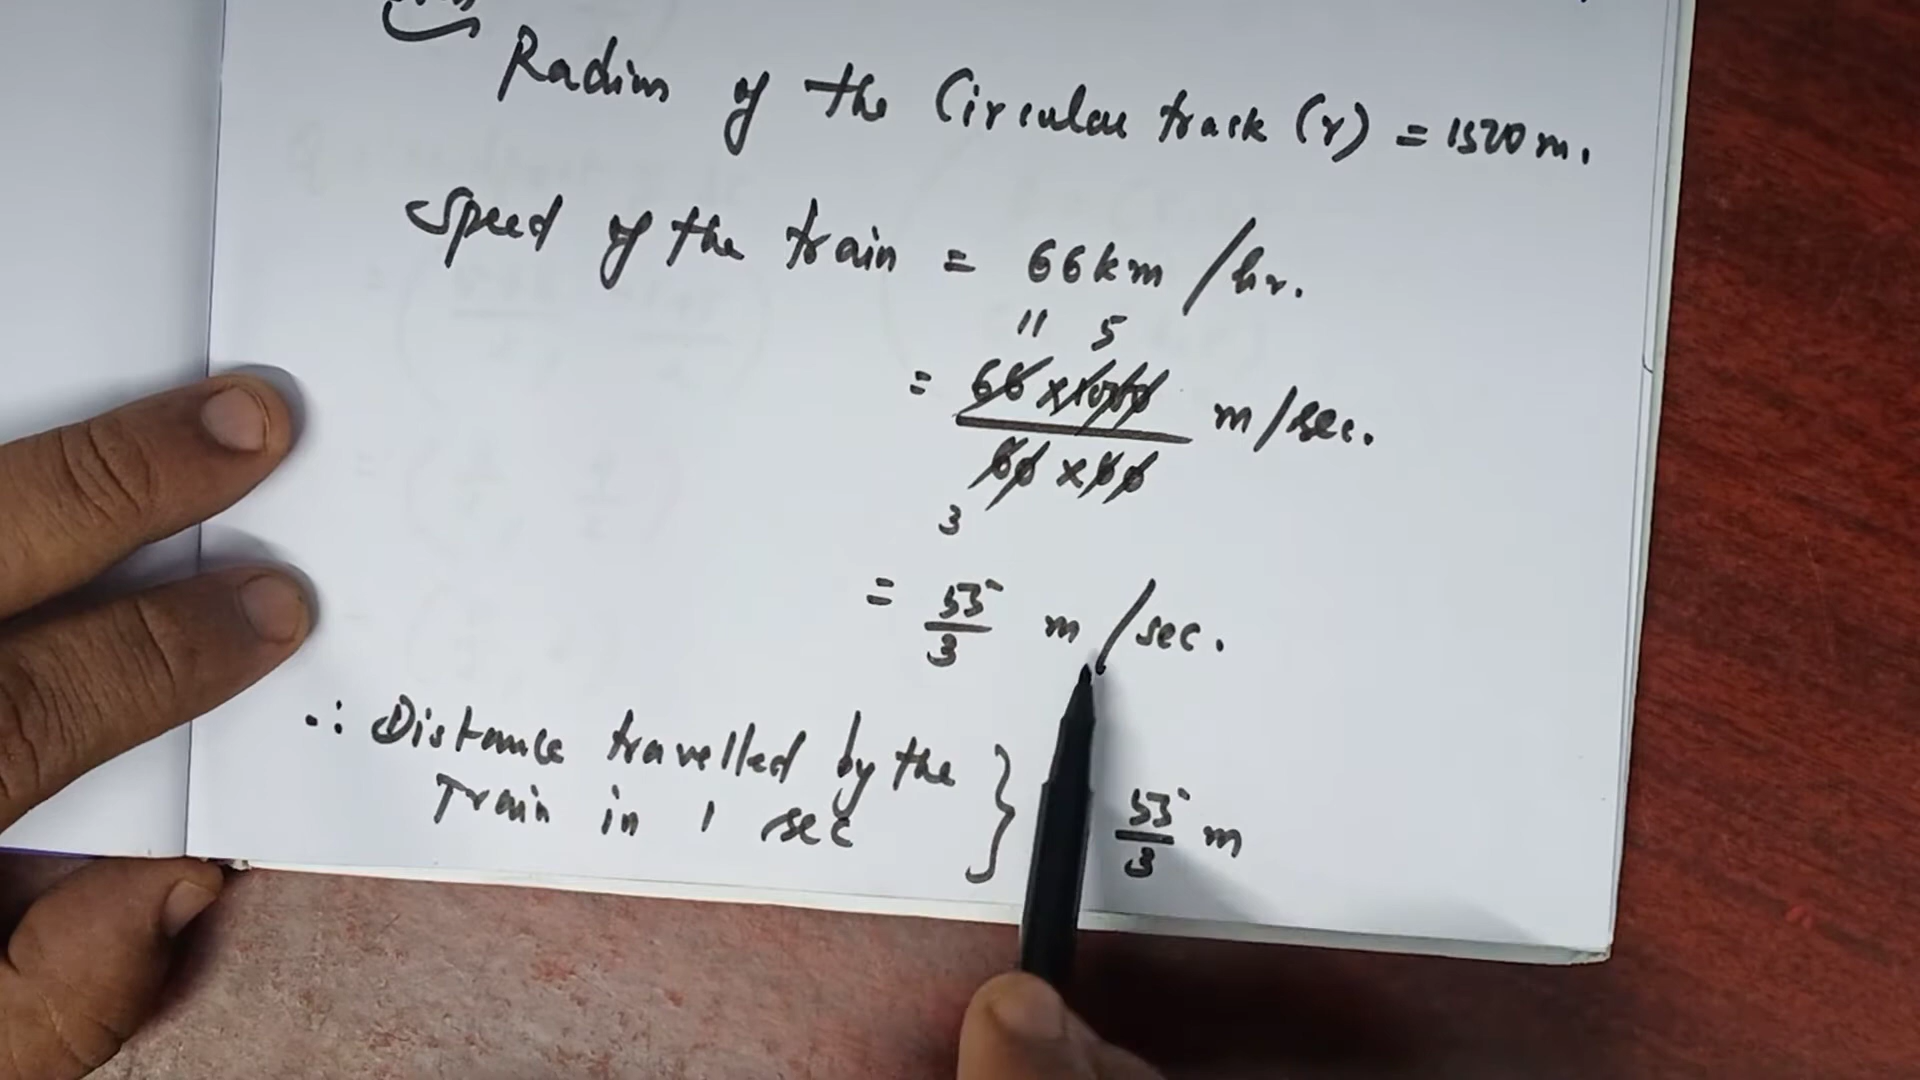 Radius of the Circular track (r) = 1500 m.
Speed of the train = 66 km / hr.
11 5
= 66 x 1000 m / sec.
60 x 60
3
= 55 m / sec.
3
∴ Distance travelled by the
Train in 1 sec } 55 m
3